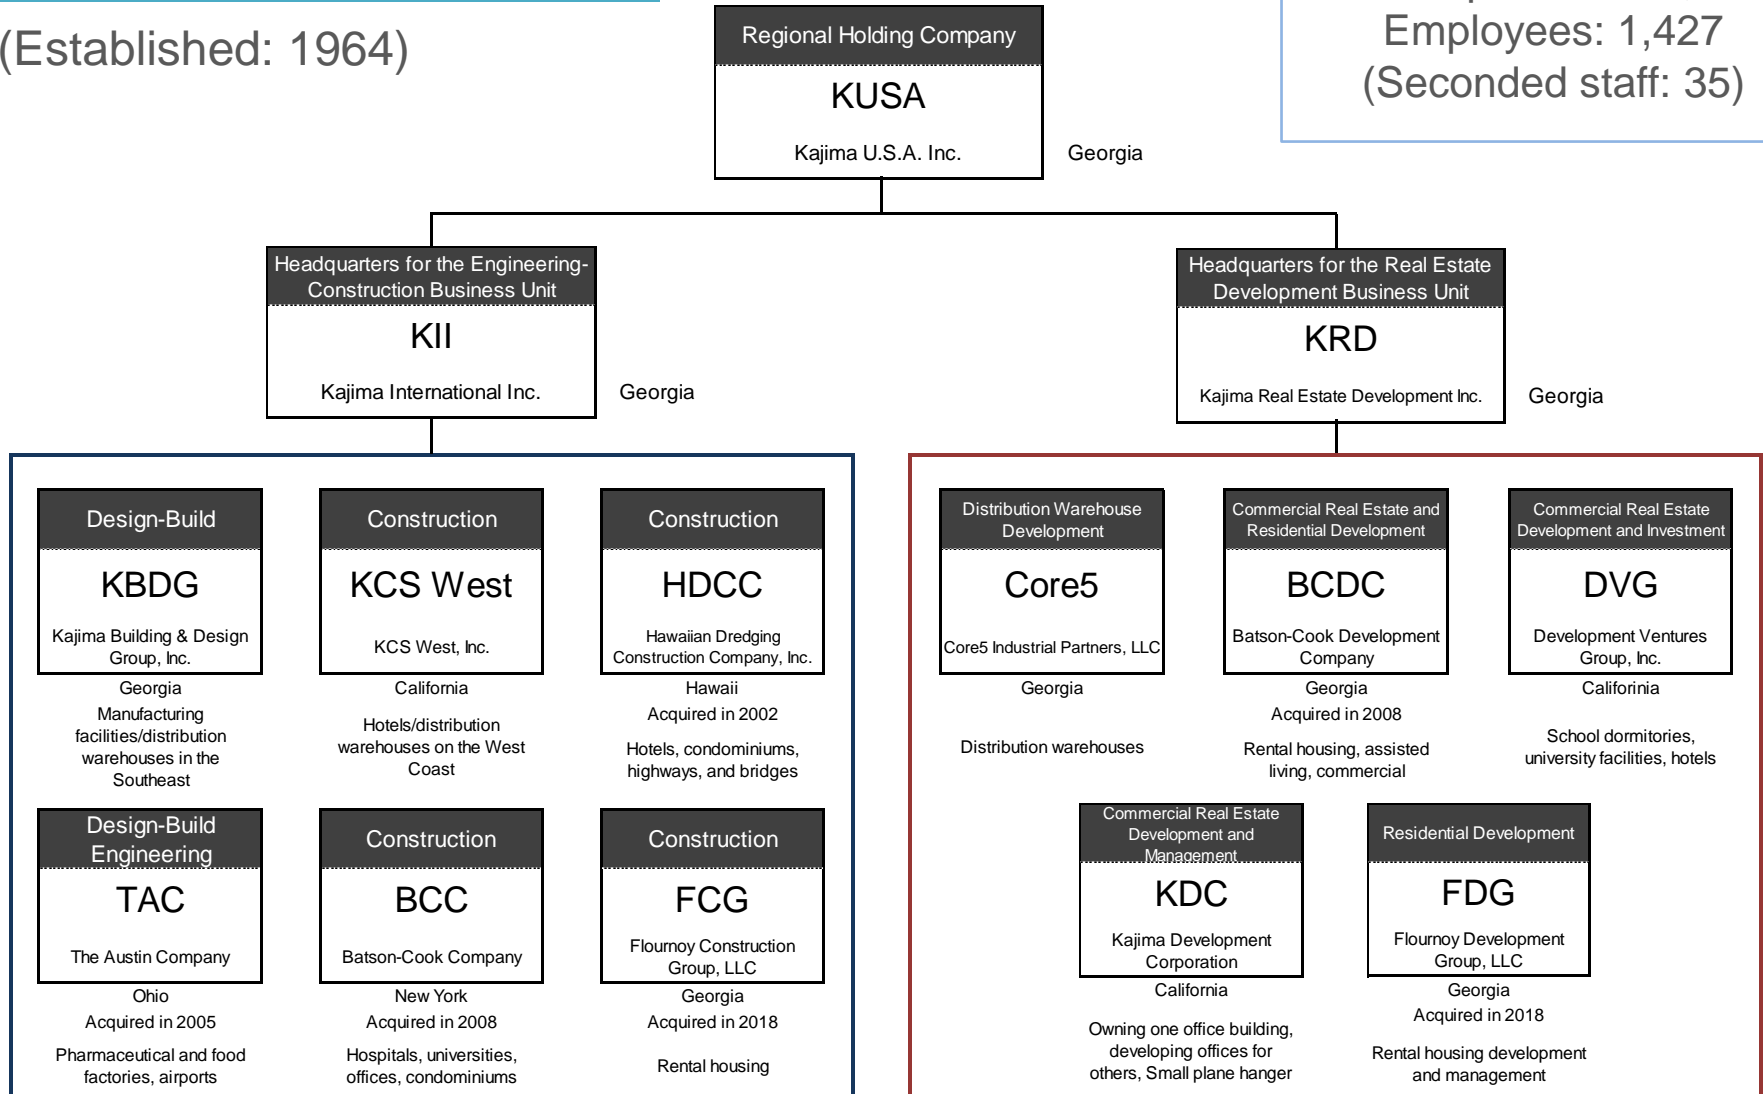 (Established: 1964)
Employees: 1,427
(Seconded staff: 35)
Regional Holding Company
KUSA
Kajima U.S.A. Inc.
Georgia
Headquarters for the Engineering-
Construction Business Unit
KII
Kajima International Inc.
Georgia
Headquarters for the Real Estate
Development Business Unit
KRD
Kajima Real Estate Development Inc.
Georgia
Design-Build
KBDG
Kajima Building & Design
Group, Inc.
Georgia
Manufacturing
facilities/distribution
warehouses in the
Southeast
Construction
KCS West
KCS West, Inc.
California
Hotels/distribution
warehouses on the West
Coast
Construction
HDCC
Hawaiian Dredging
Construction Company, Inc.
Hawaii
Acquired in 2002
Hotels, condominiums,
highways, and bridges
Design-Build
Engineering
TAC
The Austin Company
Ohio
Acquired in 2005
Pharmaceutical and food
factories, airports
Construction
BCC
Batson-Cook Company
New York
Acquired in 2008
Hospitals, universities,
offices, condominiums
Construction
FCG
Flournoy Construction
Group, LLC
Georgia
Acquired in 2018
Rental housing
Distribution Warehouse
Development
Core5
Core5 Industrial Partners, LLC
Georgia
Distribution warehouses
Commercial Real Estate and
Residential Development
BCDC
Batson-Cook Development
Company
Georgia
Acquired in 2008
Rental housing, assisted
living, commercial
Commercial Real Estate
Development and Investment
DVG
Development Ventures
Group, Inc.
Califorinia
School dormitories,
university facilities, hotels
Commercial Real Estate
Development and
Management
KDC
Kajima Development
Corporation
California
Owning one office building,
developing offices for
others, Small plane hanger
Residential Development
FDG
Flournoy Development
Group, LLC
Georgia
Acquired in 2018
Rental housing development
and management